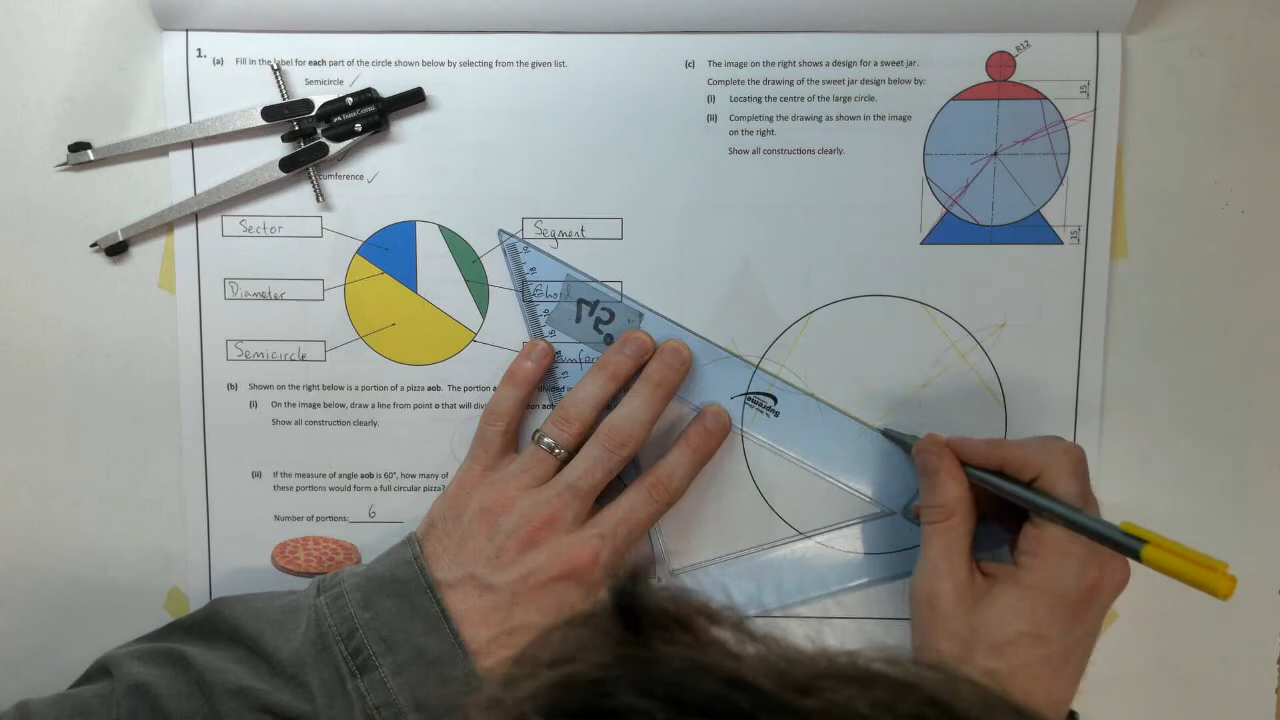 1.
(a) Fill in the label for each part of the circle shown below by selecting from the given list.
Semicircle ✓
cumference ✓
Sector
Diameter
Semicircle
Segment
Chord
(b) Shown on the right below is a portion of a pizza aob. The portion
(i) On the image below, draw a line from point o that will
Show all construction clearly.
(ii) If the measure of angle aob is 60°, how many of
these portions would form a full circular pizza?
Number of portions: 6
(c) The image on the right shows a design for a sweet jar.
Complete the drawing of the sweet jar design below by:
(i) Locating the centre of the large circle.
(ii) Completing the drawing as shown in the image
on the right.
Show all constructions clearly.
R12
15
15
45°
Supreme
Faber-Castell